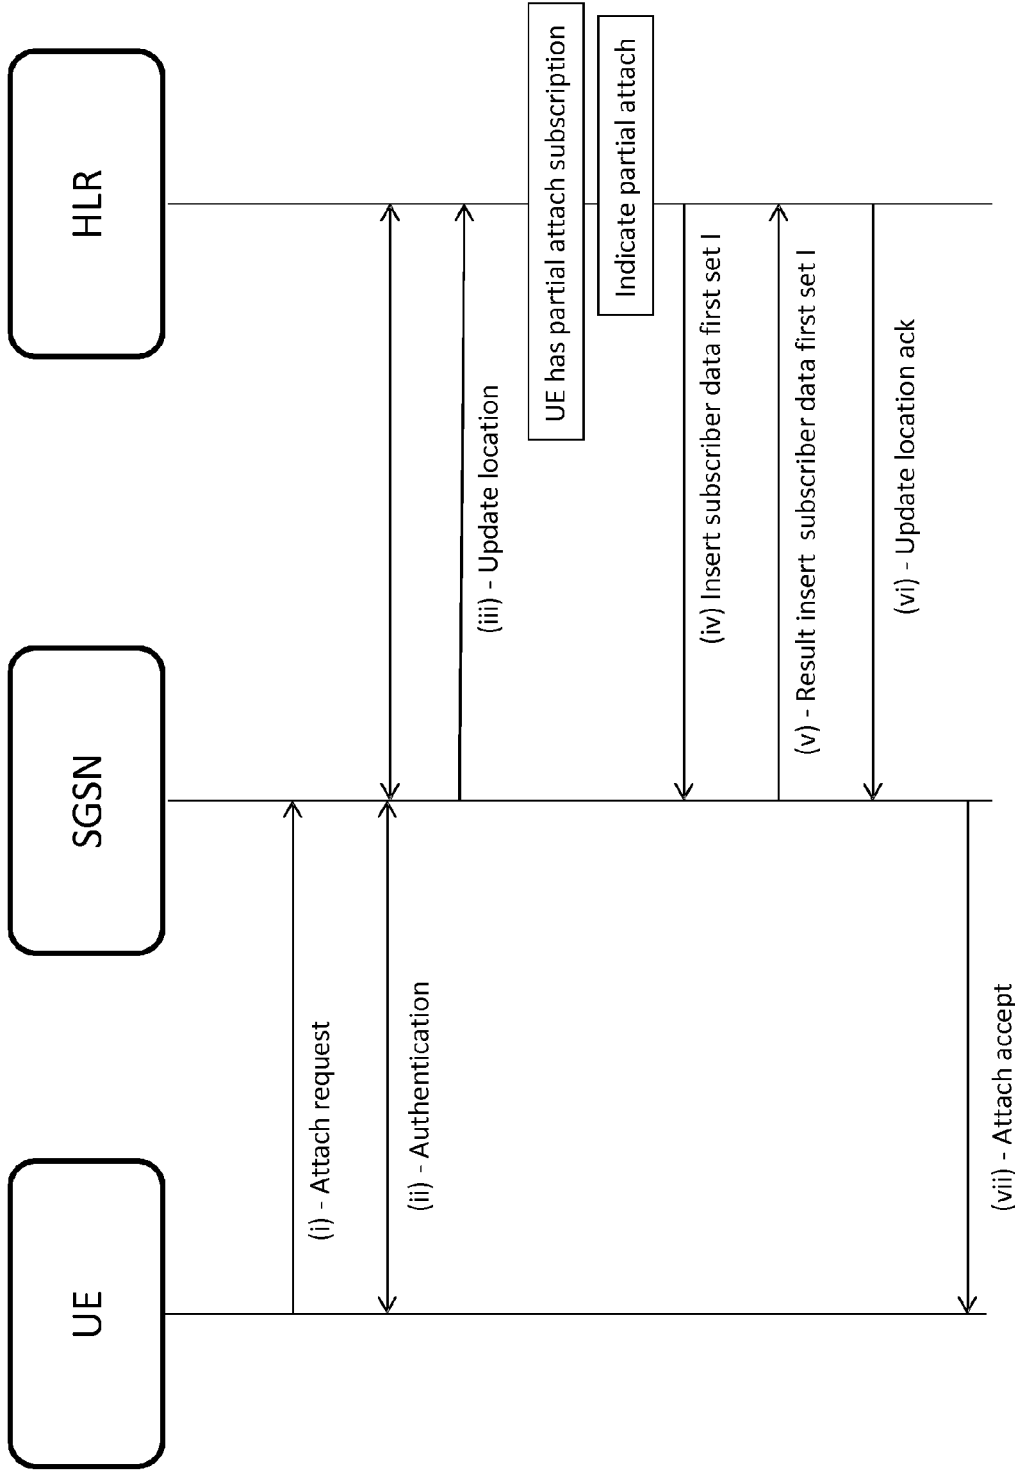 UE
SGSN
HLR
(i) - Attach request
(ii) - Authentication
(iii) - Update location
UE has partial attach subscription
Indicate partial attach
(iv) Insert subscriber data first set I
(v) - Result insert subscriber data first set I
(vi) - Update location ack
(vii) - Attach accept